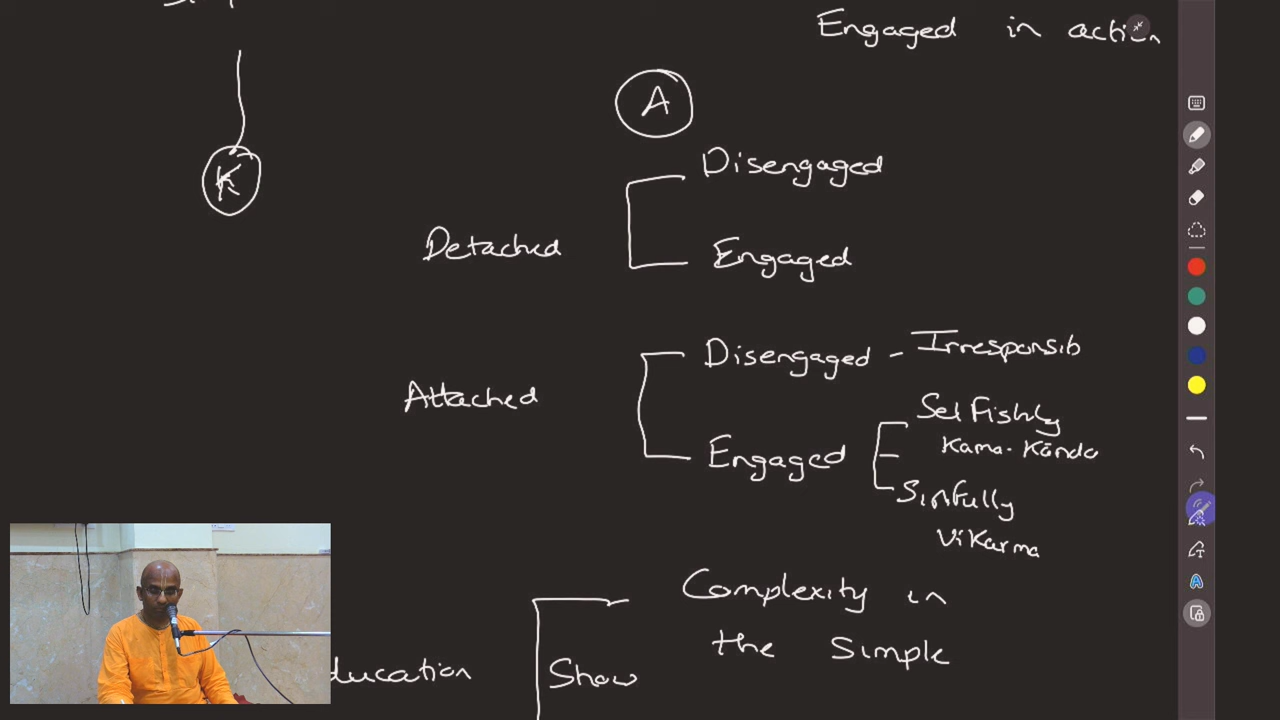 Engaged in action
A
K
Disengaged
Detached
Engaged
Disengaged - Irresponsib
Attached
Selfishly
Kama-Kānda
Engaged
Sinfully
Vikarma
Complexity in
the Simple
ducation
Show